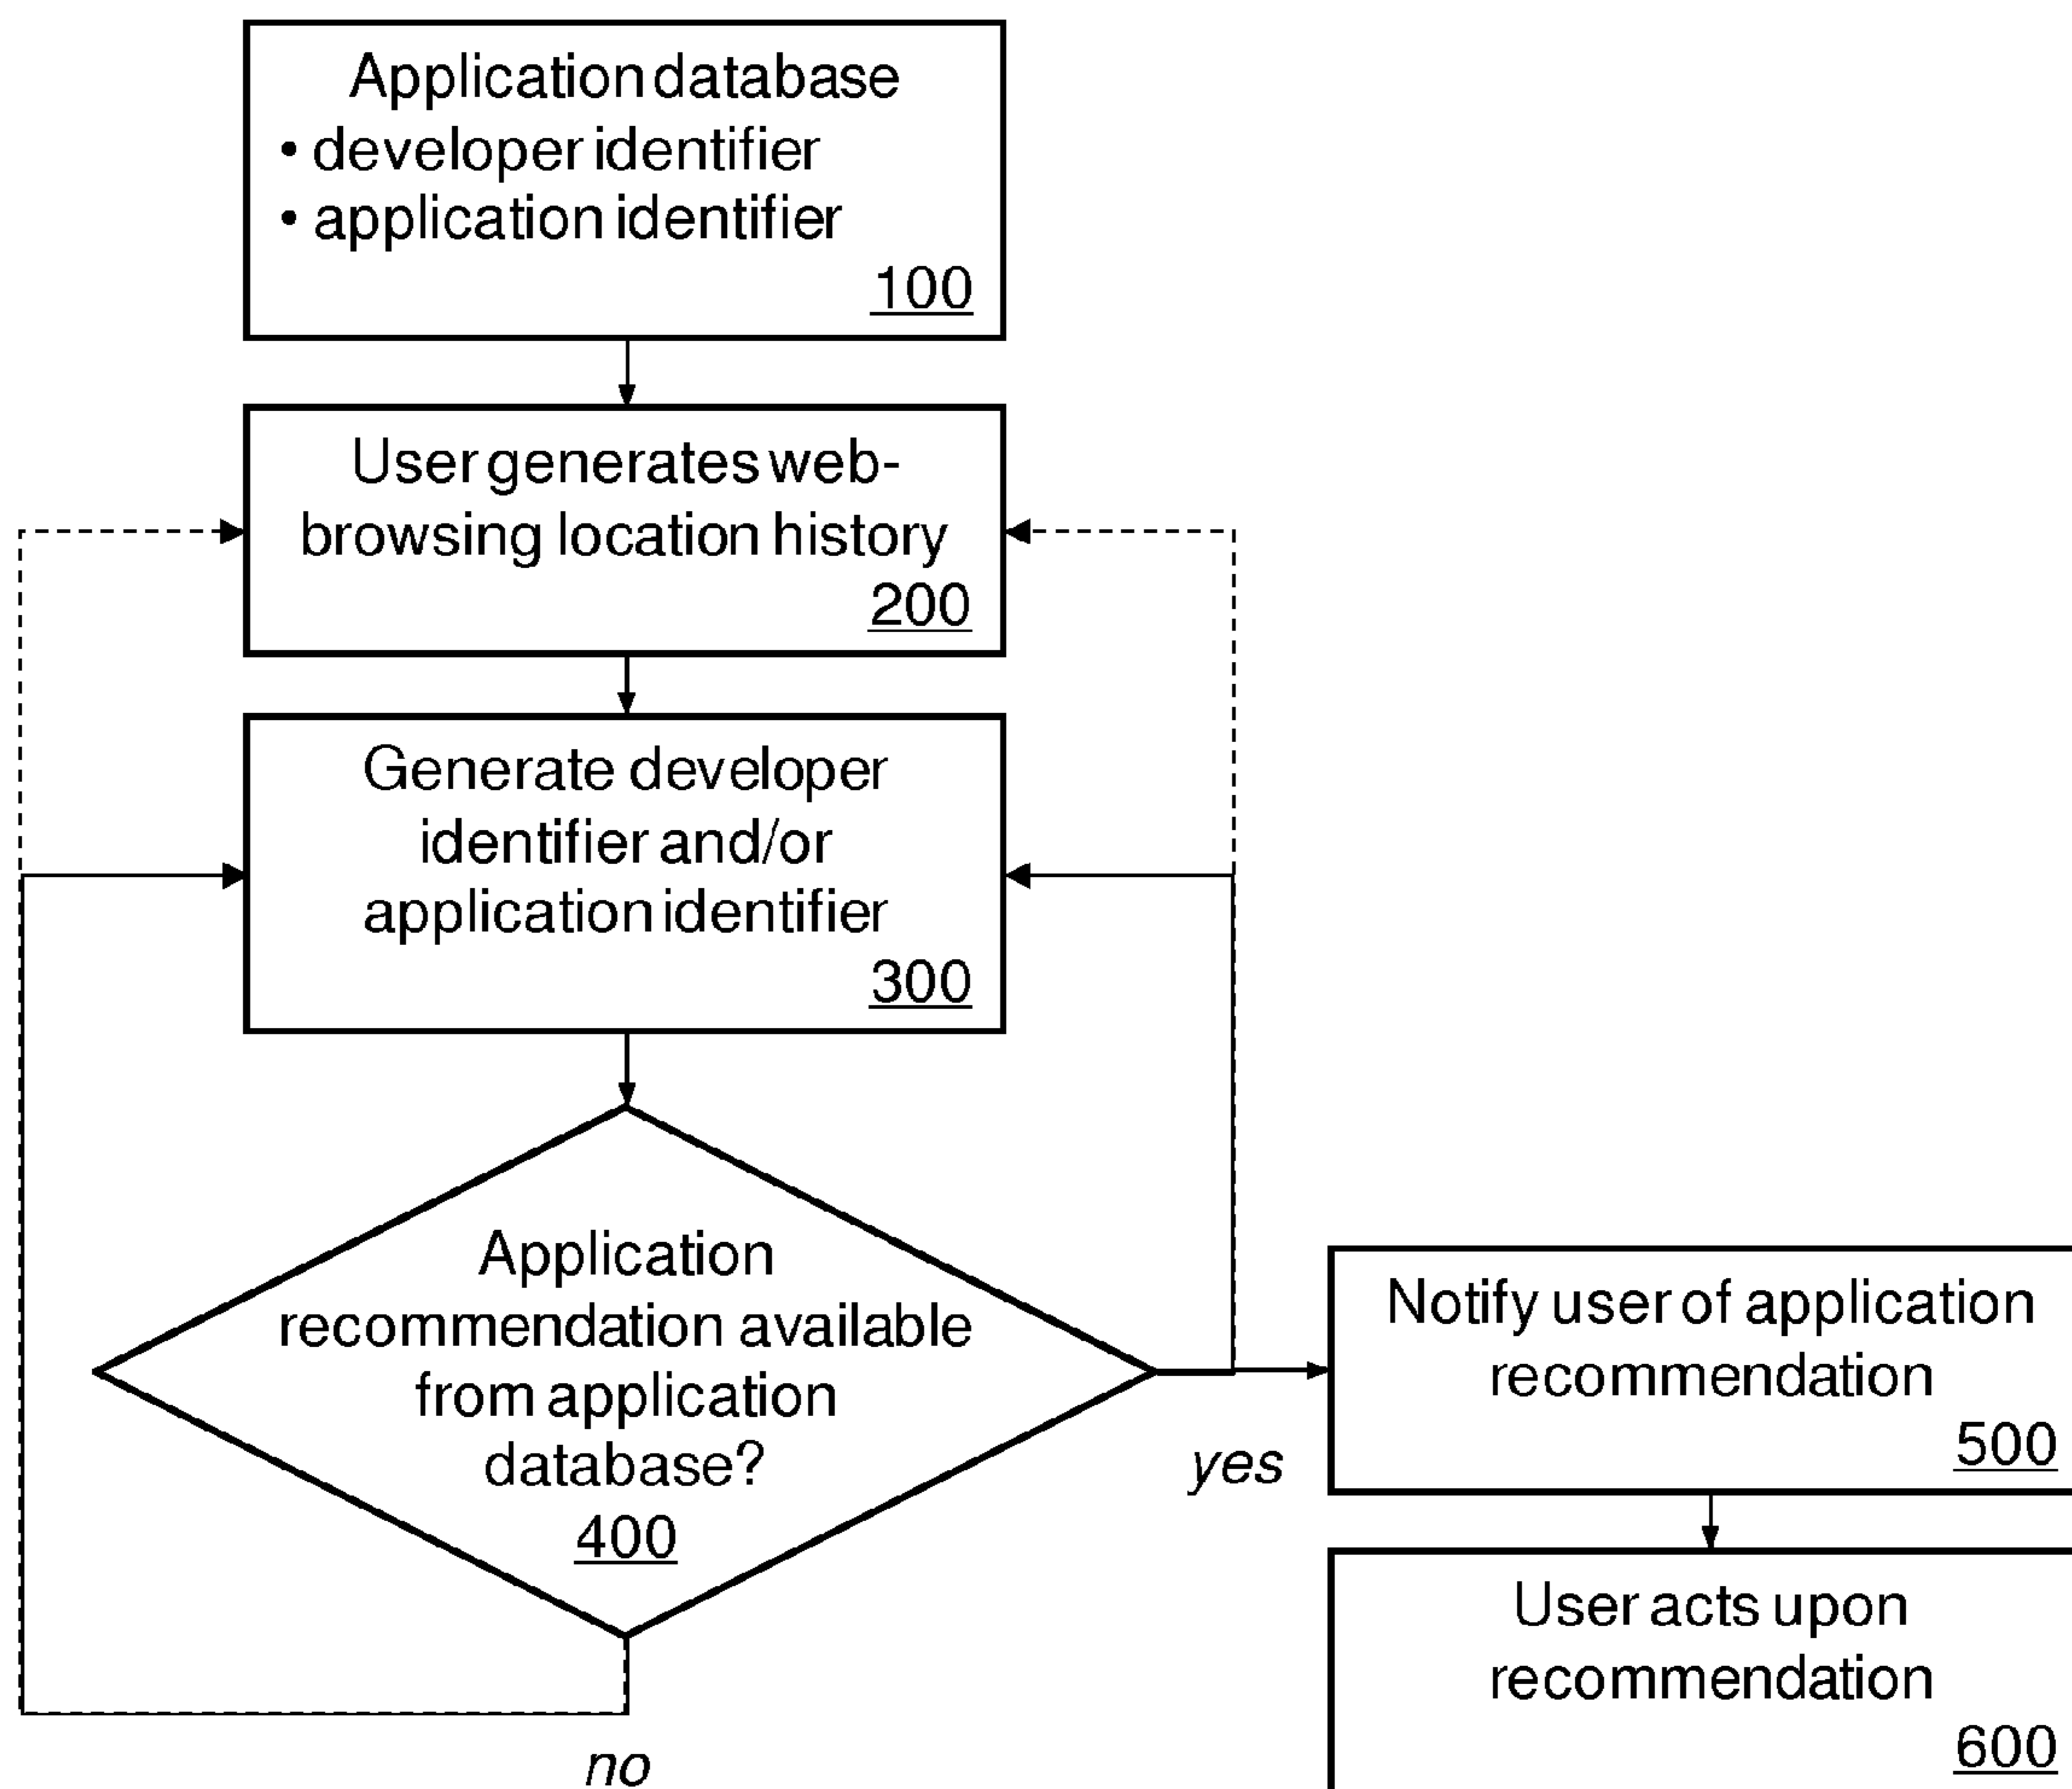 Application database
• developer identifier
• application identifier
100
User generates web-
browsing location history
200
Generate developer
identifier and/or
application identifier
300
Application
recommendation available
from application
database?
400
yes
no
Notify user of application
recommendation
500
User acts upon
recommendation
600